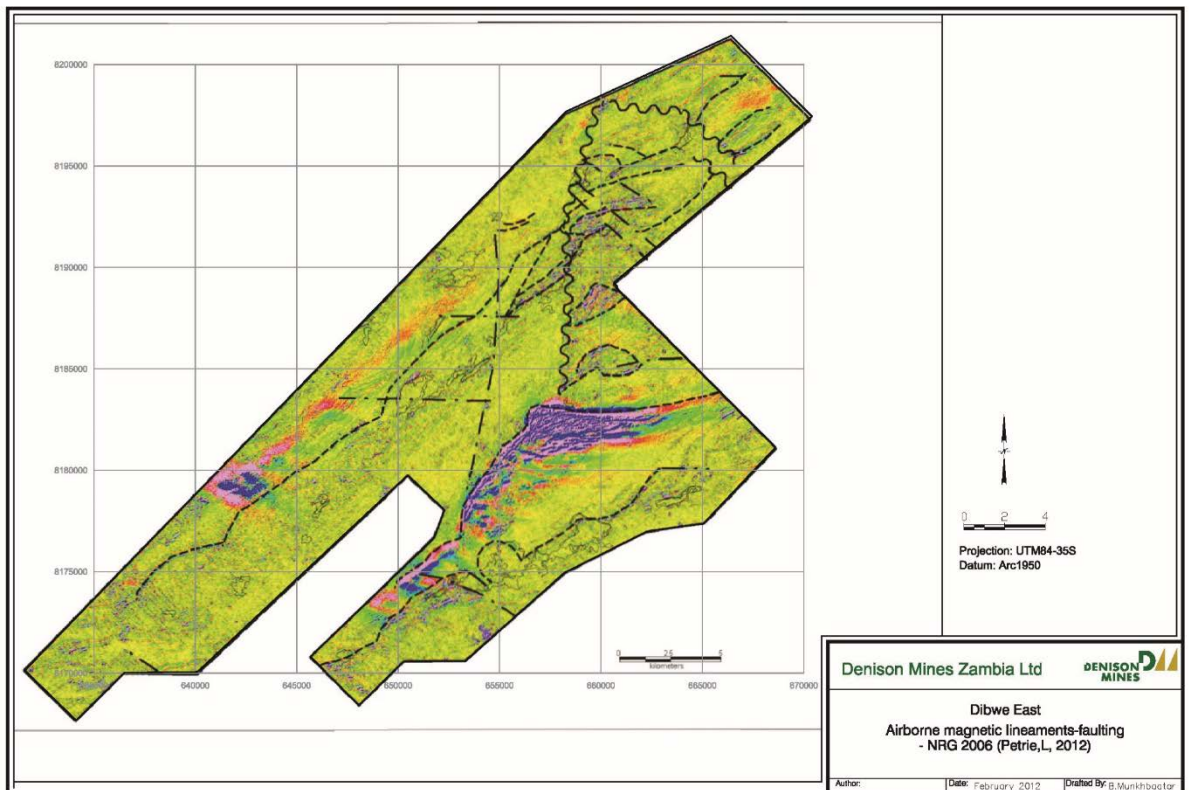 8200000
8195000
8190000
8185000
8180000
8175000
8170000
640000
645000
650000
655000
660000
665000
670000
0 2.5 5
kilometers
0 2 4
Projection: UTM84-35S
Datum: Arc1950
Denison Mines Zambia Ltd
DENISON
MINES
Dibwe East
Airborne magnetic lineaments-faulting
- NRG 2006 (Petrie,L, 2012)
Author:
Date: February 2012
Drafted By: B.Munkhbaatar